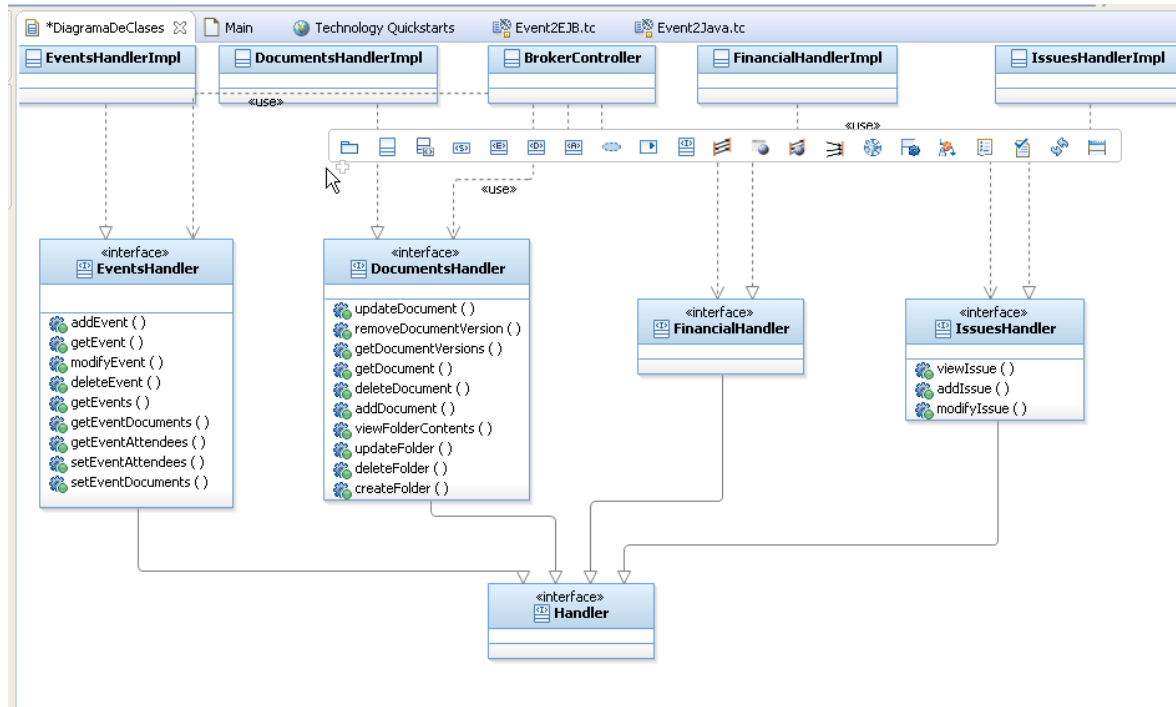 *DiagramaDeClases
Main
Technology Quickstarts
Event2EJB.tc
Event2Java.tc
EventsHandlerImpl
DocumentsHandlerImpl
BrokerController
FinancialHandlerImpl
IssuesHandlerImpl
«use»
«use»
«use»
«interface»
EventsHandler
addEvent ( )
getEvent ( )
modifyEvent ( )
deleteEvent ( )
getEvents ( )
getEventDocuments ( )
getEventAttendees ( )
setEventAttendees ( )
setEventDocuments ( )
«interface»
DocumentsHandler
updateDocument ( )
removeDocumentVersion ( )
getDocumentVersions ( )
getDocument ( )
deleteDocument ( )
addDocument ( )
viewFolderContents ( )
updateFolder ( )
deleteFolder ( )
createFolder ( )
«interface»
FinancialHandler
«interface»
IssuesHandler
viewIssue ( )
addIssue ( )
modifyIssue ( )
«interface»
Handler